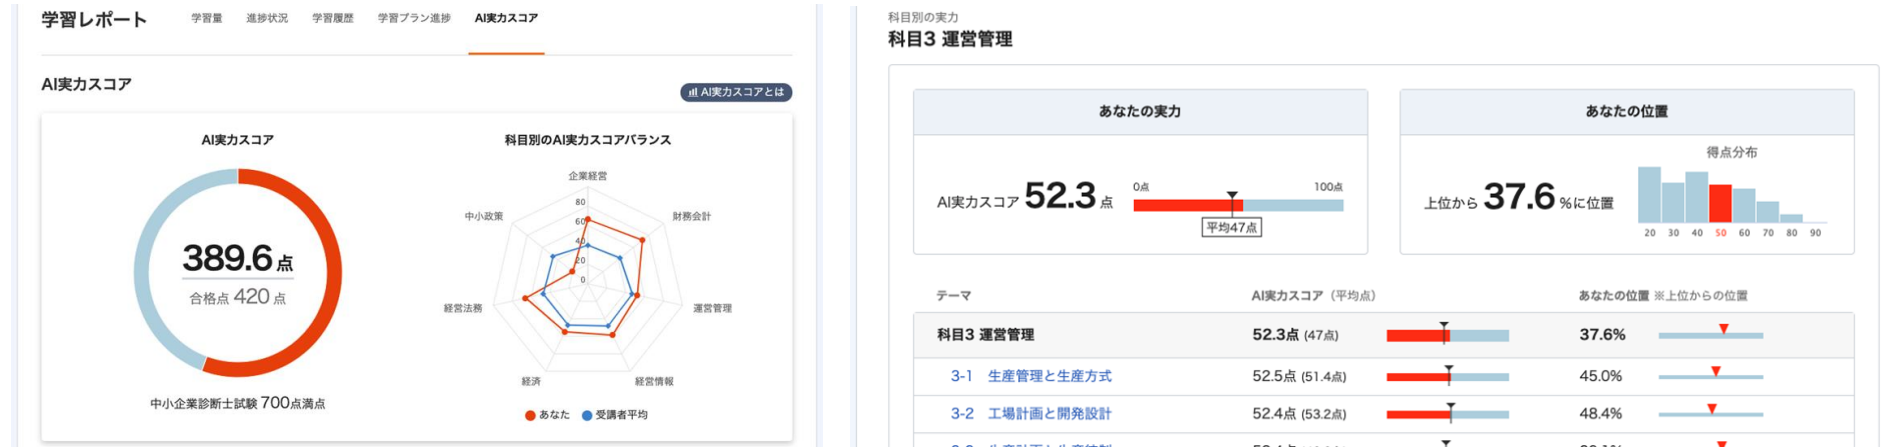 学習レポート 学習量 進捗状況 学習履歴 学習プラン進捗 AI実力スコア
AI実力スコア
AI実力スコアとは
AI実力スコア
389.6点
合格点 420 点
中小企業診断士試験 700点満点
科目別のAI実力スコアバランス
企業経営
財務会計
運営管理
経営情報
経済
経営法務
中小政策
80
60
40
20
0
あなた 受講者平均
科目別の実力
科目3 運営管理
あなたの実力
AI実力スコア 52.3 点
0点 100点
平均47点
あなたの位置
上位から 37.6 %に位置
得点分布
20 30 40 50 60 70 80 90
テーマ AI実力スコア（平均点） あなたの位置 ※上位からの位置
科目3 運営管理 52.3点 (47点) 37.6%
3-1 生産管理と生産方式 52.5点 (51.4点) 45.0%
3-2 工場計画と開発設計 52.4点 (53.2点) 48.4%